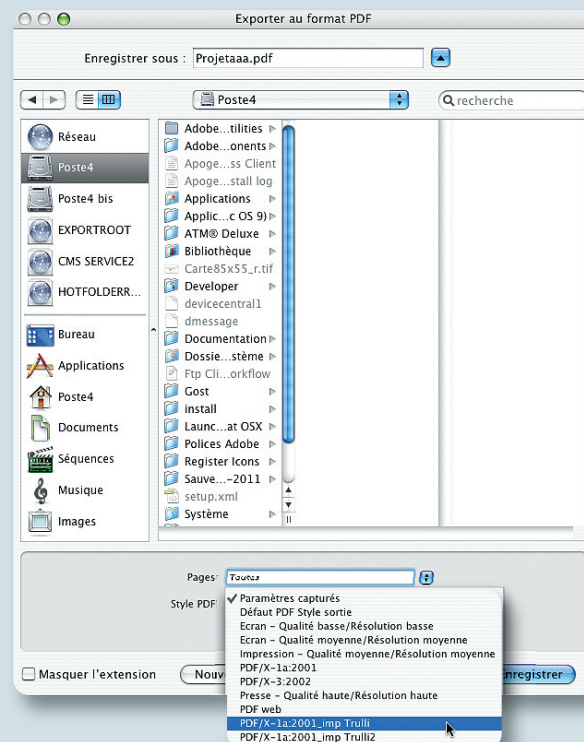 Exporter au format PDF
Enregistrer sous : Projetaaa.pdf
Poste4
recherche
Réseau
Poste4
Poste4 bis
EXPORTROOT
CMS SERVICE2
HOTFOLDERR...
Bureau
Applications
Poste4
Documents
Séquences
Musique
Images
Adobe...tilities
Adobe...onents
Apoge...ss Client
Apoge...stall log
Applications
Applic...c OS 9)
ATM® Deluxe
Bibliothèque
Carte85x55_r.tif
Developer
devicecentral1
dmessage
Documentation
Dossie...stème
Ftp Cli...orkflow
Gost
install
Launc...at OSX
Polices Adobe
Register Icons
Sauve...-2011
setup.xml
Système
Pages: Toutes
Style PDF:
Paramètres capturés
Défaut PDF Style sortie
Ecran - Qualité basse/Résolution basse
Ecran - Qualité moyenne/Résolution moyenne
Impression - Qualité moyenne/Résolution moyenne
PDF/X-1a:2001
PDF/X-3:2002
Presse - Qualité haute/Résolution haute
PDF web
PDF/X-1a:2001_imp Trulli
PDF/X-1a:2001_imp Trulli2
Masquer l'extension
Nouv
nregistrer